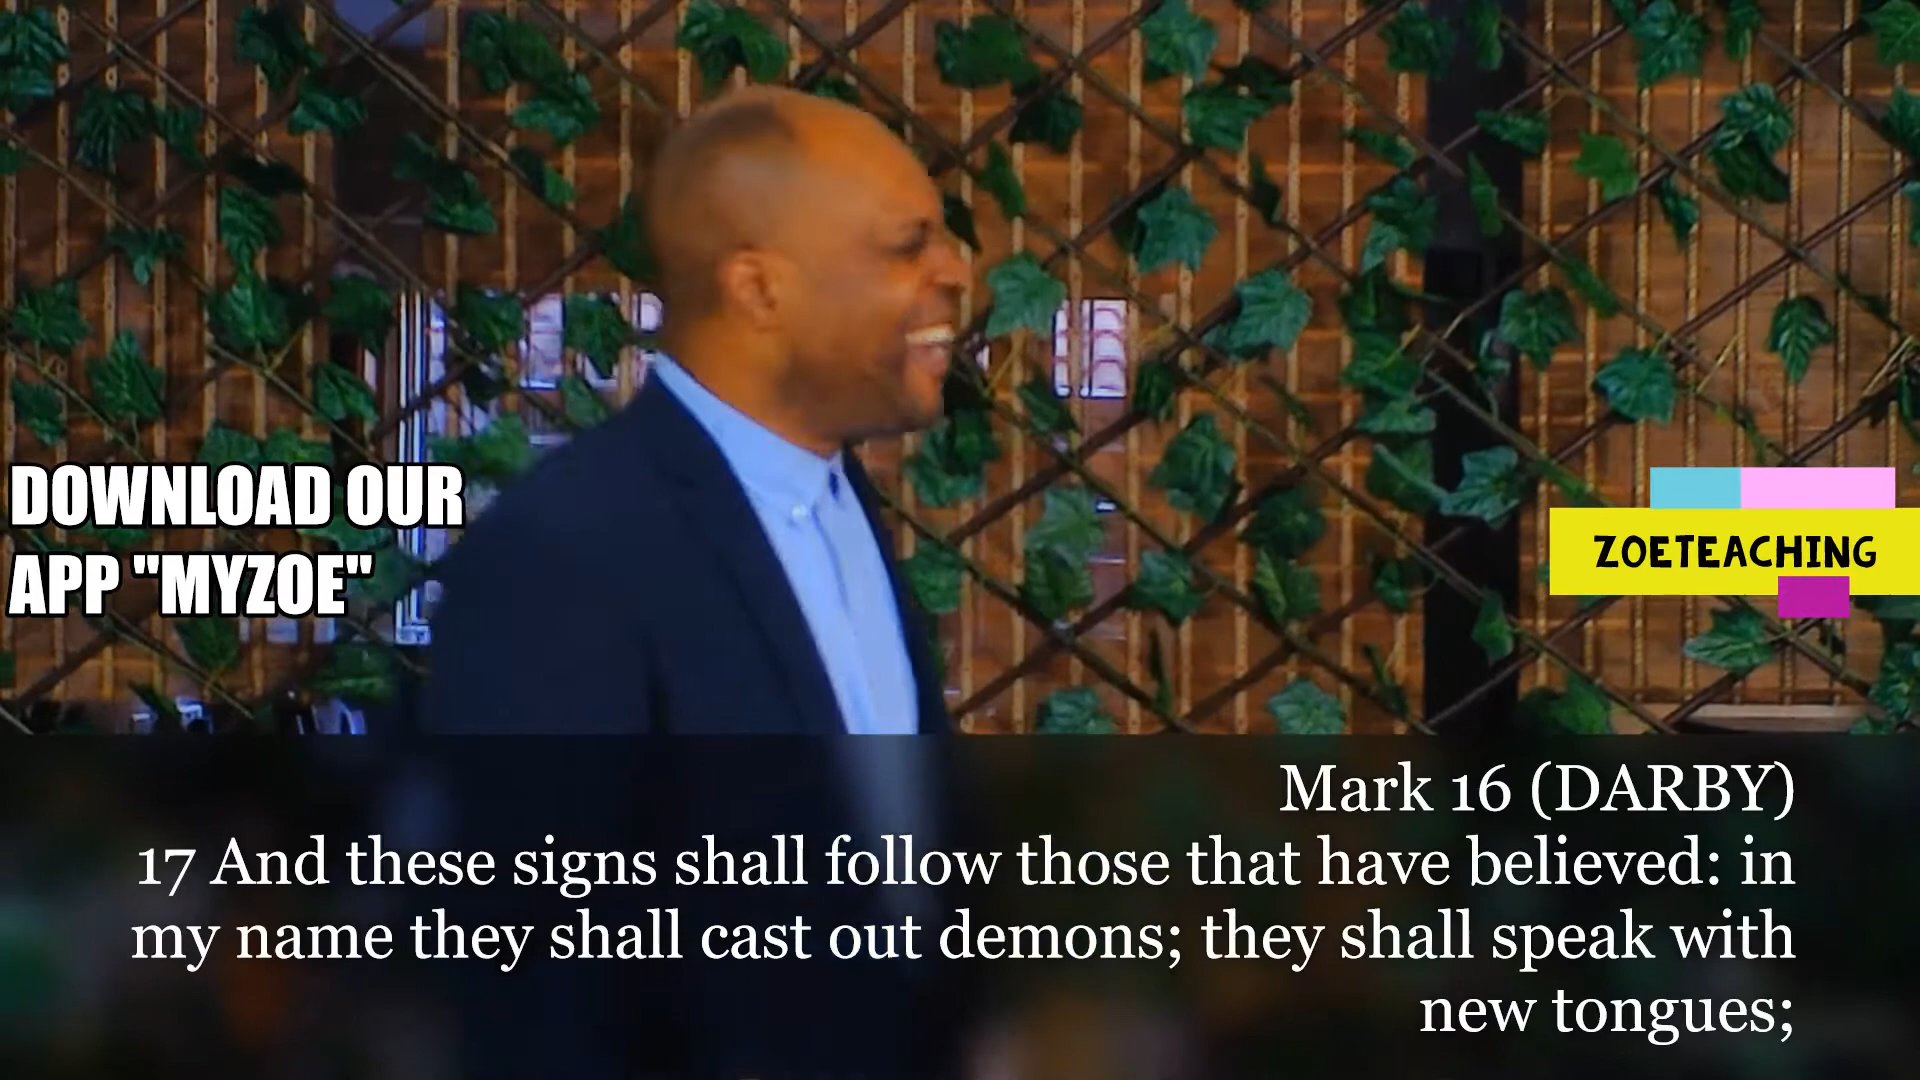 DOWNLOAD OUR
APP "MYZOE"
ZOETEACHING
Mark 16 (DARBY)
17 And these signs shall follow those that have believed: in
my name they shall cast out demons; they shall speak with
new tongues;